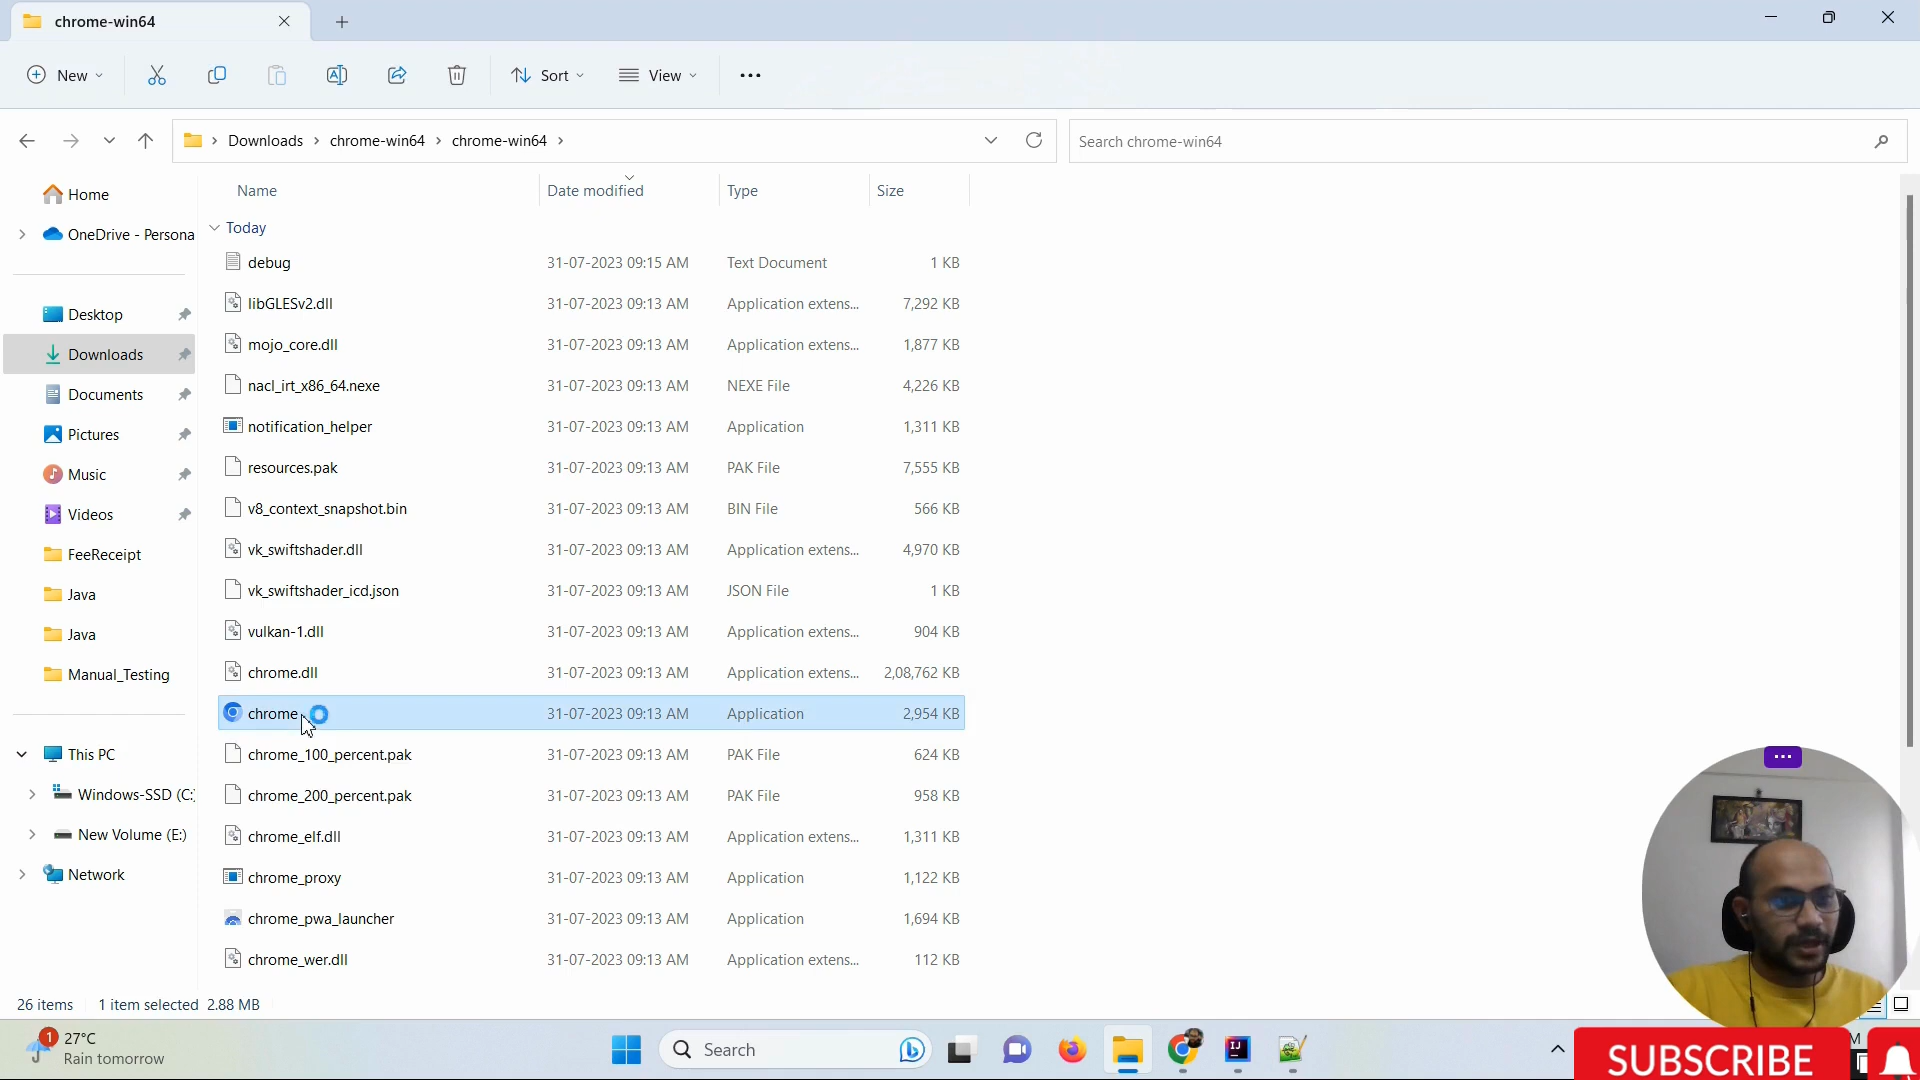 chrome-win64
New
Sort
View
Downloads > chrome-win64 > chrome-win64 >
Search chrome-win64
Name Date modified Type Size
Home
OneDrive - Persona
Desktop
Downloads
Documents
Pictures
Music
Videos
FeeReceipt
Java
Java
Manual_Testing
This PC
Windows-SSD (C:
New Volume (E:)
Network
Today
debug 31-07-2023 09:15 AM Text Document 1 KB
libGLESv2.dll 31-07-2023 09:13 AM Application extens... 7,292 KB
mojo_core.dll 31-07-2023 09:13 AM Application extens... 1,877 KB
nacl_irt_x86_64.nexe 31-07-2023 09:13 AM NEXE File 4,226 KB
notification_helper 31-07-2023 09:13 AM Application 1,311 KB
resources.pak 31-07-2023 09:13 AM PAK File 7,555 KB
v8_context_snapshot.bin 31-07-2023 09:13 AM BIN File 566 KB
vk_swiftshader.dll 31-07-2023 09:13 AM Application extens... 4,970 KB
vk_swiftshader_icd.json 31-07-2023 09:13 AM JSON File 1 KB
vulkan-1.dll 31-07-2023 09:13 AM Application extens... 904 KB
chrome.dll 31-07-2023 09:13 AM Application extens... 2,08,762 KB
chrome 31-07-2023 09:13 AM Application 2,954 KB
chrome_100_percent.pak 31-07-2023 09:13 AM PAK File 624 KB
chrome_200_percent.pak 31-07-2023 09:13 AM PAK File 958 KB
chrome_elf.dll 31-07-2023 09:13 AM Application extens... 1,311 KB
chrome_proxy 31-07-2023 09:13 AM Application 1,122 KB
chrome_pwa_launcher 31-07-2023 09:13 AM Application 1,694 KB
chrome_wer.dll 31-07-2023 09:13 AM Application extens... 112 KB
26 items 1 item selected 2.88 MB
1
27°C
Rain tomorrow
Search
IJ
M
SUBSCRIBE